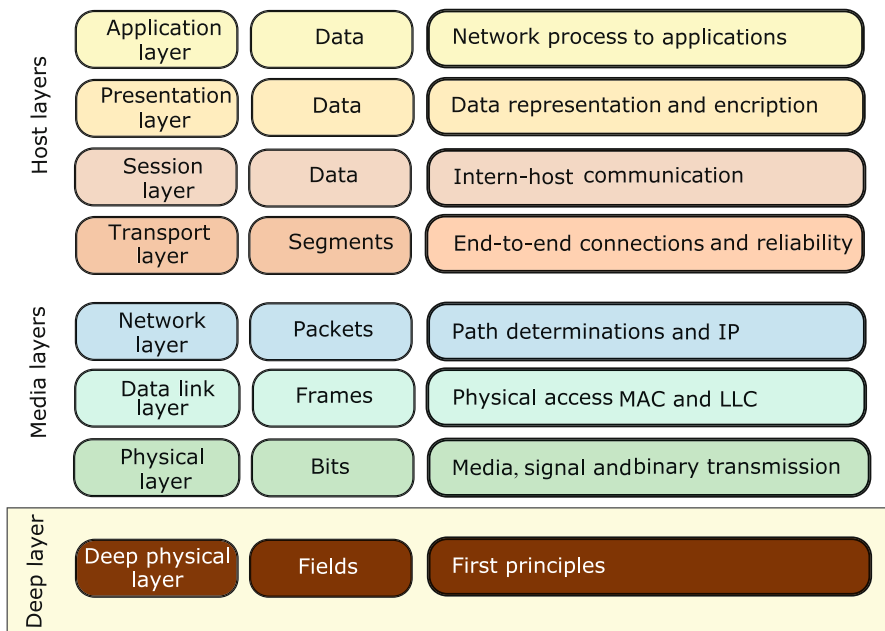 Host layers
Application
layer
Data
Network process to applications
Presentation
layer
Data
Data representation and encription
Session
layer
Data
Intern-host communication
Transport
layer
Segments
End-to-end connections and reliability
Media layers
Network
layer
Packets
Path determinations and IP
Data link
layer
Frames
Physical access MAC and LLC
Physical
layer
Bits
Media, signal andbinary transmission
Deep layer
Deep physical
layer
Fields
First principles